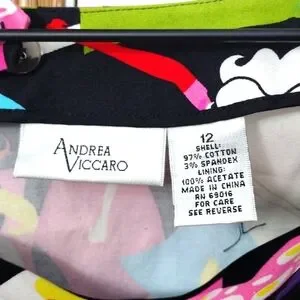 ANDREA
VICCARO
12
SHELL:
97% COTTON
3% SPANDEX
LINING:
100% ACETATE
MADE IN CHINA
RN 69016
FOR CARE
SEE REVERSE